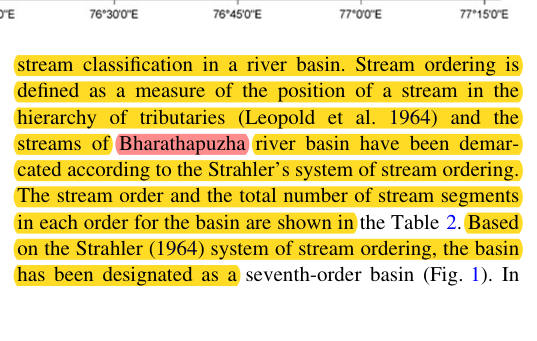 76°30'0"E 76°45'0"E 77°0'0"E 77°15'0"E
stream classification in a river basin. Stream ordering is
defined as a measure of the position of a stream in the
hierarchy of tributaries (Leopold et al. 1964) and the
streams of Bharathapuzha river basin have been demar-
cated according to the Strahler's system of stream ordering.
The stream order and the total number of stream segments
in each order for the basin are shown in the Table 2. Based
on the Strahler (1964) system of stream ordering, the basin
has been designated as a seventh-order basin (Fig. 1). In